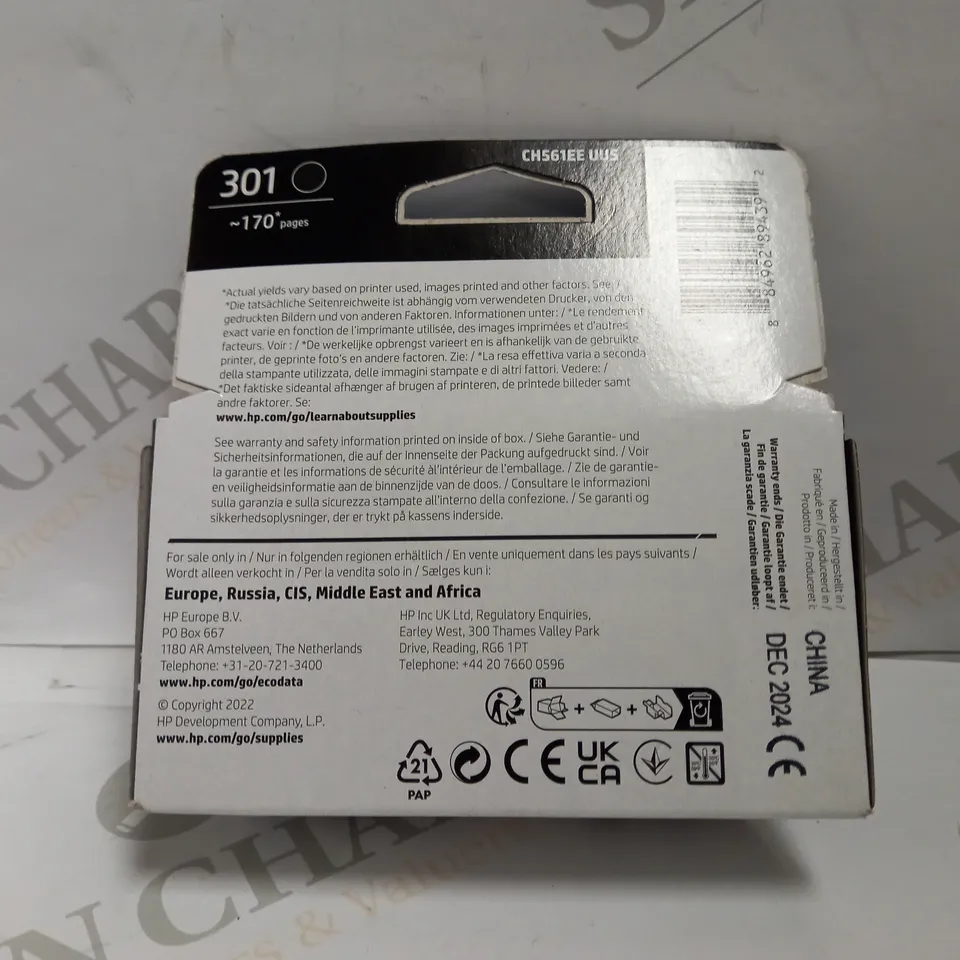 301
~170* pages
CH561EE UUS
*Actual yields vary based on printer used, images printed and other factors. See: /
*Die tatsächliche Seitenreichweite ist abhängig vom verwendeten Drucker, von den
gedruckten Bildern und von anderen Faktoren. Informationen unter: / *Le rendement
exact varie en fonction de l'imprimante utilisée, des images imprimées et d'autres
facteurs. Voir : / *De werkelijke opbrengst varieert en is afhankelijk van de gebruikte
printer, de geprinte foto's en andere factoren. Zie: / *La resa effettiva varia a seconda
della stampante utilizzata, delle immagini stampate e di altri fattori. Vedere: /
*Det faktiske sideantal afhænger af brugen af printeren, de printede billeder samt
andre faktorer. Se:
www.hp.com/go/learnaboutsupplies
See warranty and safety information printed on inside of box. / Siehe Garantie- und
Sicherheitsinformationen, die auf der Innenseite der Packung aufgedruckt sind. / Voir
la garantie et les informations de sécurité à l'intérieur de l'emballage. / Zie de garantie-
en veiligheidsinformatie aan de binnenzijde van de doos. / Consultare le informazioni
sulla garanzia e sulla sicurezza stampate all'interno della confezione. / Se garanti og
sikkerhedsoplysninger, der er trykt på kassens inderside.
For sale only in / Nur in folgenden regionen erhältlich / En vente uniquement dans les pays suivants /
Wordt alleen verkocht in / Per la vendita solo in / Sælges kun i:
Europe, Russia, CIS, Middle East and Africa
HP Europe B.V.
PO Box 667
1180 AR Amstelveen, The Netherlands
Telephone: +31-20-721-3400
www.hp.com/go/ecodata
HP Inc UK Ltd, Regulatory Enquiries,
Earley West, 300 Thames Valley Park
Drive, Reading, RG6 1PT
Telephone: +44 20 7660 0596
© Copyright 2022
HP Development Company, L.P.
www.hp.com/go/supplies
FR
21
PAP
CE
UK
CA
Made in / Hergestellt in /
Fabriqué en / Geproduceerd in /
Prodotto in / Produceret i:
CHINA
Warranty ends / Die Garantie endet /
Fin de garantie / Garantie loopt af /
La garanzia scade / Garantien udløber:
DEC 2024
CE